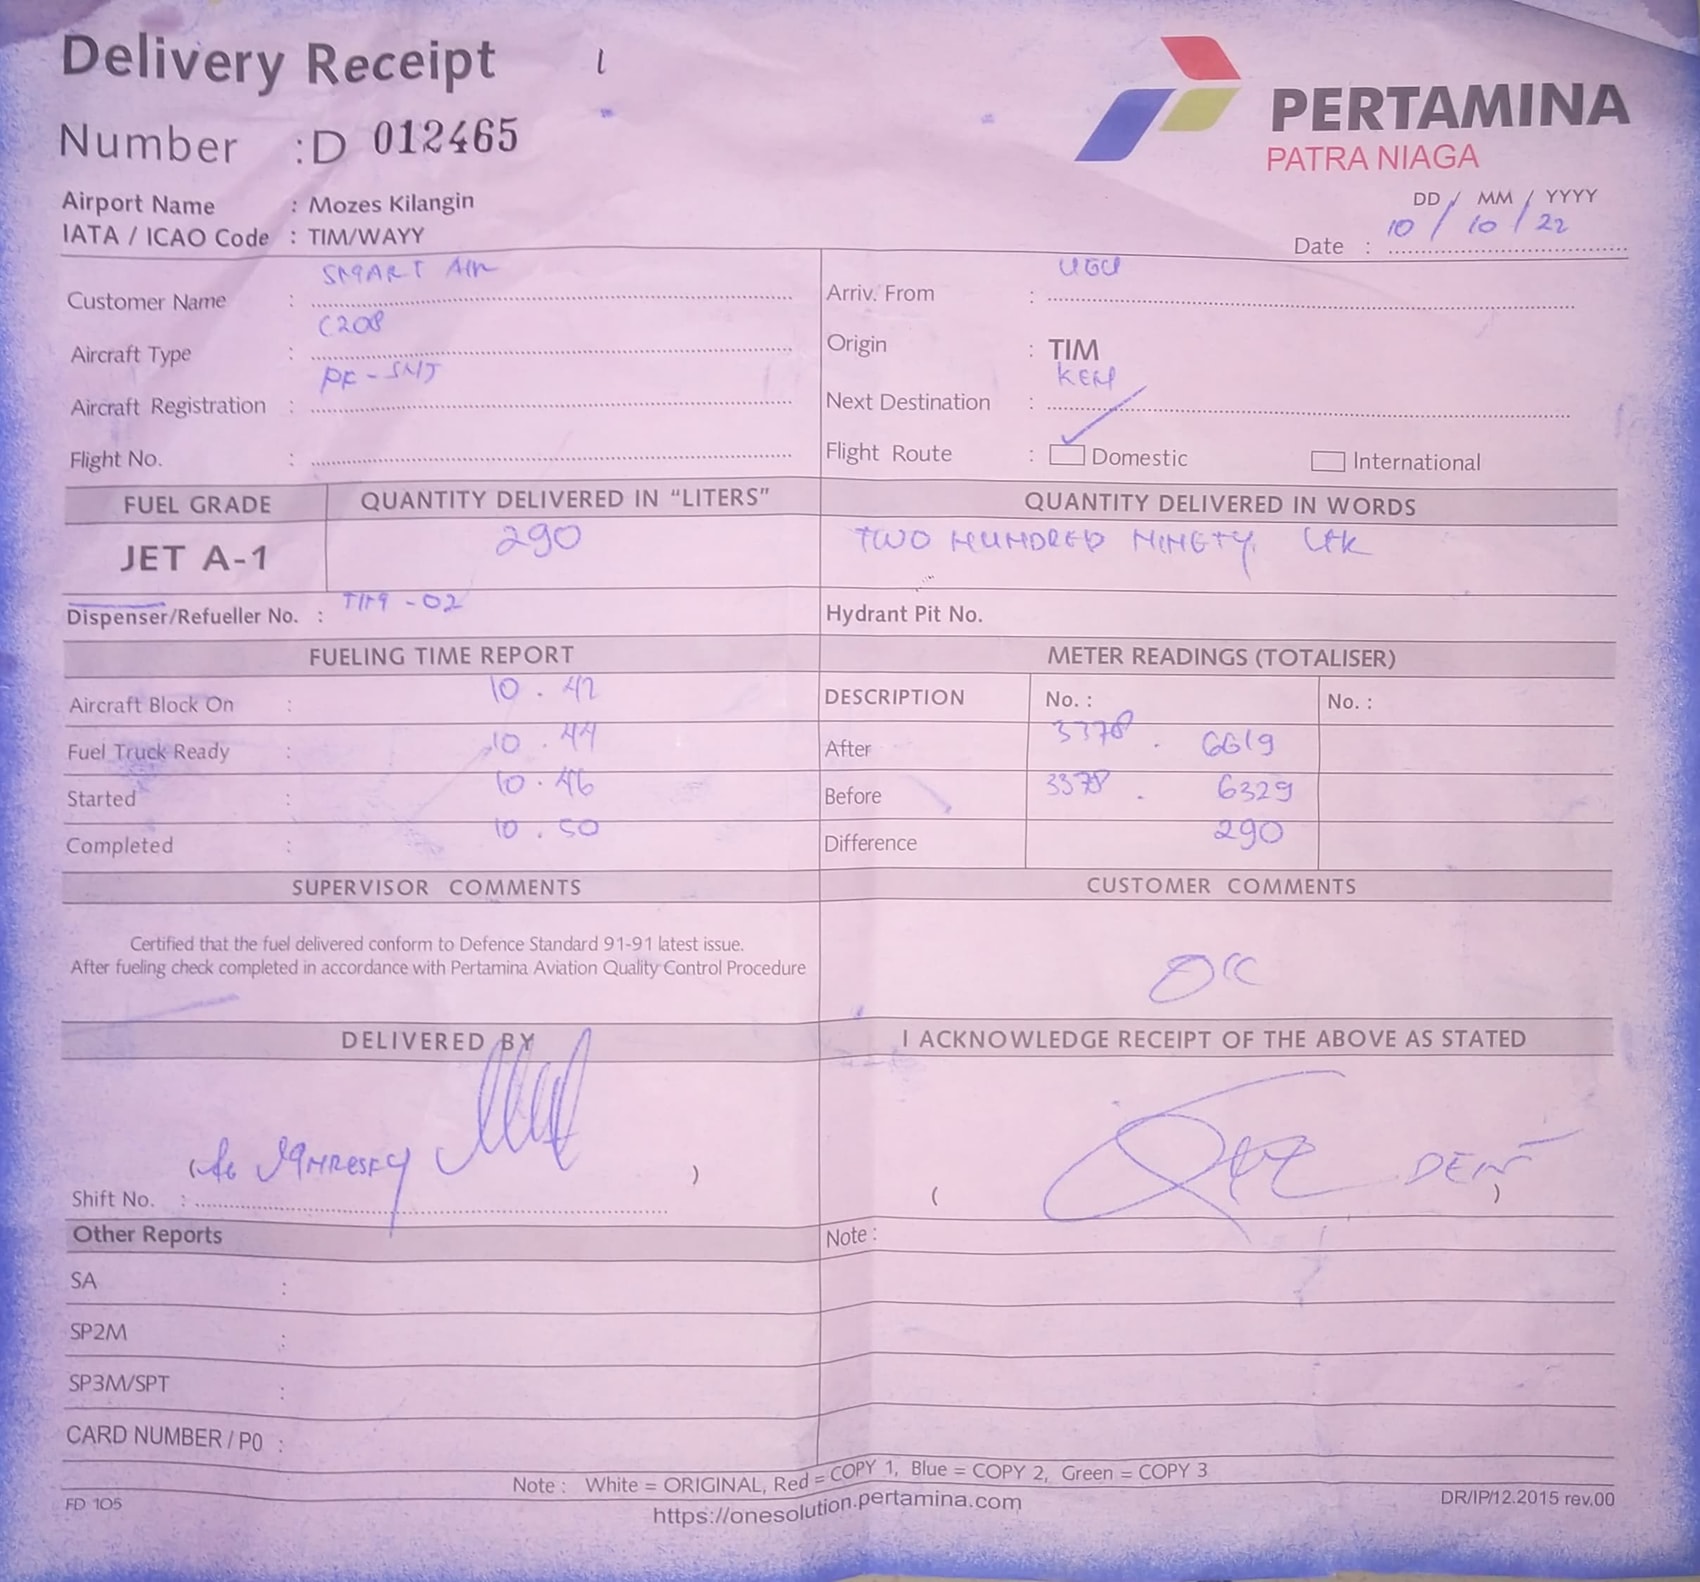 Delivery Receipt
Number : D 012465
PERTAMINA
PATRA NIAGA
Airport Name : Mozes Kilangin
IATA / ICAO Code : TIM/WAYY
DD / MM / YYYY
Date : 10 / 10 / 22
Customer Name : SMART AIR
Aircraft Type : C208
Aircraft Registration : PK-SNJ
Flight No. :
Arriv. From : UGU
Origin : TIM
Next Destination :
Flight Route : Domestic International
FUEL GRADE QUANTITY DELIVERED IN "LITERS" QUANTITY DELIVERED IN WORDS
JET A-1 290 TWO HUNDRED NINETY
Dispenser/Refueller No. : TIM-02 Hydrant Pit No.
FUELING TIME REPORT METER READINGS (TOTALISER)
Aircraft Block On : 10.42 DESCRIPTION No. : No. :
Fuel Truck Ready : 10.44 After 3378 . 6619
Started : 10.46 Before 3378 . 6329
Completed : 10.50 Difference 290
SUPERVISOR COMMENTS CUSTOMER COMMENTS
Certified that the fuel delivered conform to Defence Standard 91-91 latest issue.
After fueling check completed in accordance with Pertamina Aviation Quality Control Procedure
OK
DELIVERED BY I ACKNOWLEDGE RECEIPT OF THE ABOVE AS STATED
Shift No. :
Other Reports Note :
SA :
SP2M :
SP3M/SPT :
CARD NUMBER / PO :
Note : White = ORIGINAL, Red = COPY 1, Blue = COPY 2, Green = COPY 3
FD 105 https://onesolution.pertamina.com DR/IP/12.2015 rev.00